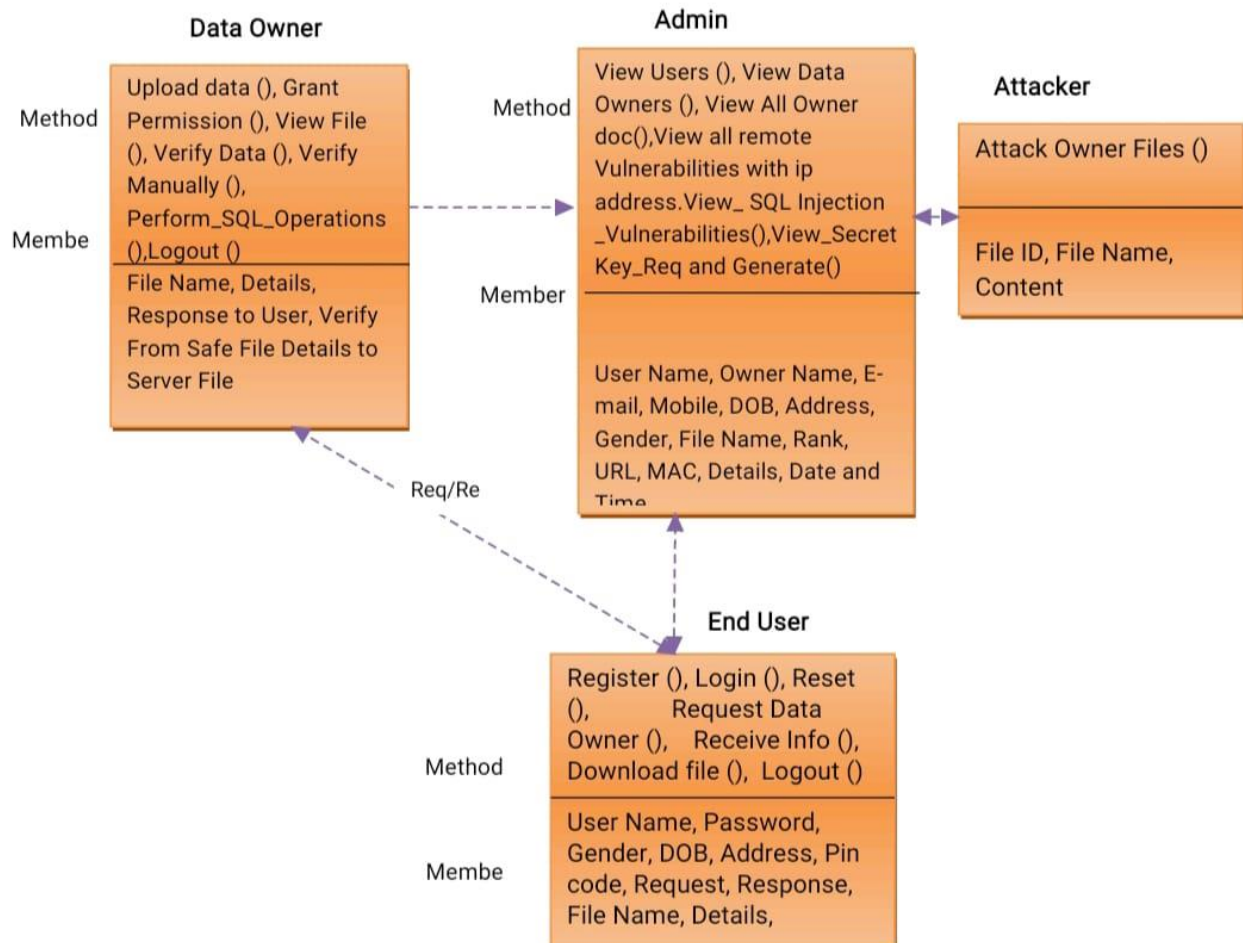 Data Owner
Method
Membe
Upload data (), Grant
Permission (), View File
(), Verify Data (), Verify
Manually (),
Perform_SQL_Operations
(),Logout ()
File Name, Details,
Response to User, Verify
From Safe File Details to
Server File
Admin
Method
Member
View Users (), View Data
Owners (), View All Owner
doc(),View all remote
Vulnerabilities with ip
address.View_ SQL Injection
_Vulnerabilities(),View_Secret
Key_Req and Generate()
User Name, Owner Name, E-
mail, Mobile, DOB, Address,
Gender, File Name, Rank,
URL, MAC, Details, Date and
Time
Attacker
Attack Owner Files ()
File ID, File Name,
Content
Req/Re
End User
Method
Membe
Register (), Login (), Reset
(), Request Data
Owner (), Receive Info (),
Download file (), Logout ()
User Name, Password,
Gender, DOB, Address, Pin
code, Request, Response,
File Name, Details,